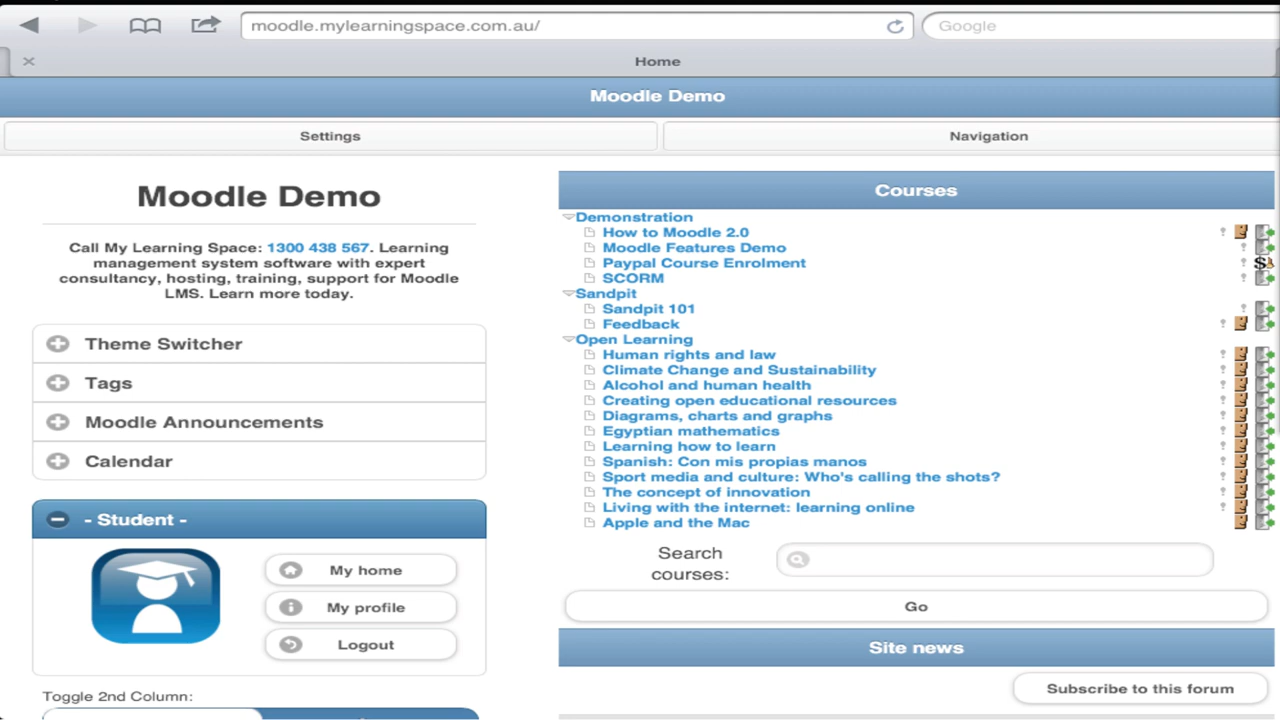 moodle.mylearningspace.com.au/
Google
Home
Moodle Demo
Settings
Navigation
Moodle Demo
Call My Learning Space: 1300 438 567. Learning
management system software with expert
consultancy, hosting, training, support for Moodle
LMS. Learn more today.
Theme Switcher
Tags
Moodle Announcements
Calendar
- Student -
My home
My profile
Logout
Toggle 2nd Column:
Courses
Demonstration
How to Moodle 2.0
Moodle Features Demo
Paypal Course Enrolment
SCORM
Sandpit
Sandpit 101
Feedback
Open Learning
Human rights and law
Climate Change and Sustainability
Alcohol and human health
Creating open educational resources
Diagrams, charts and graphs
Egyptian mathematics
Learning how to learn
Spanish: Con mis propias manos
Sport media and culture: Who's calling the shots?
The concept of innovation
Living with the internet: learning online
Apple and the Mac
Search
courses:
Go
Site news
Subscribe to this forum